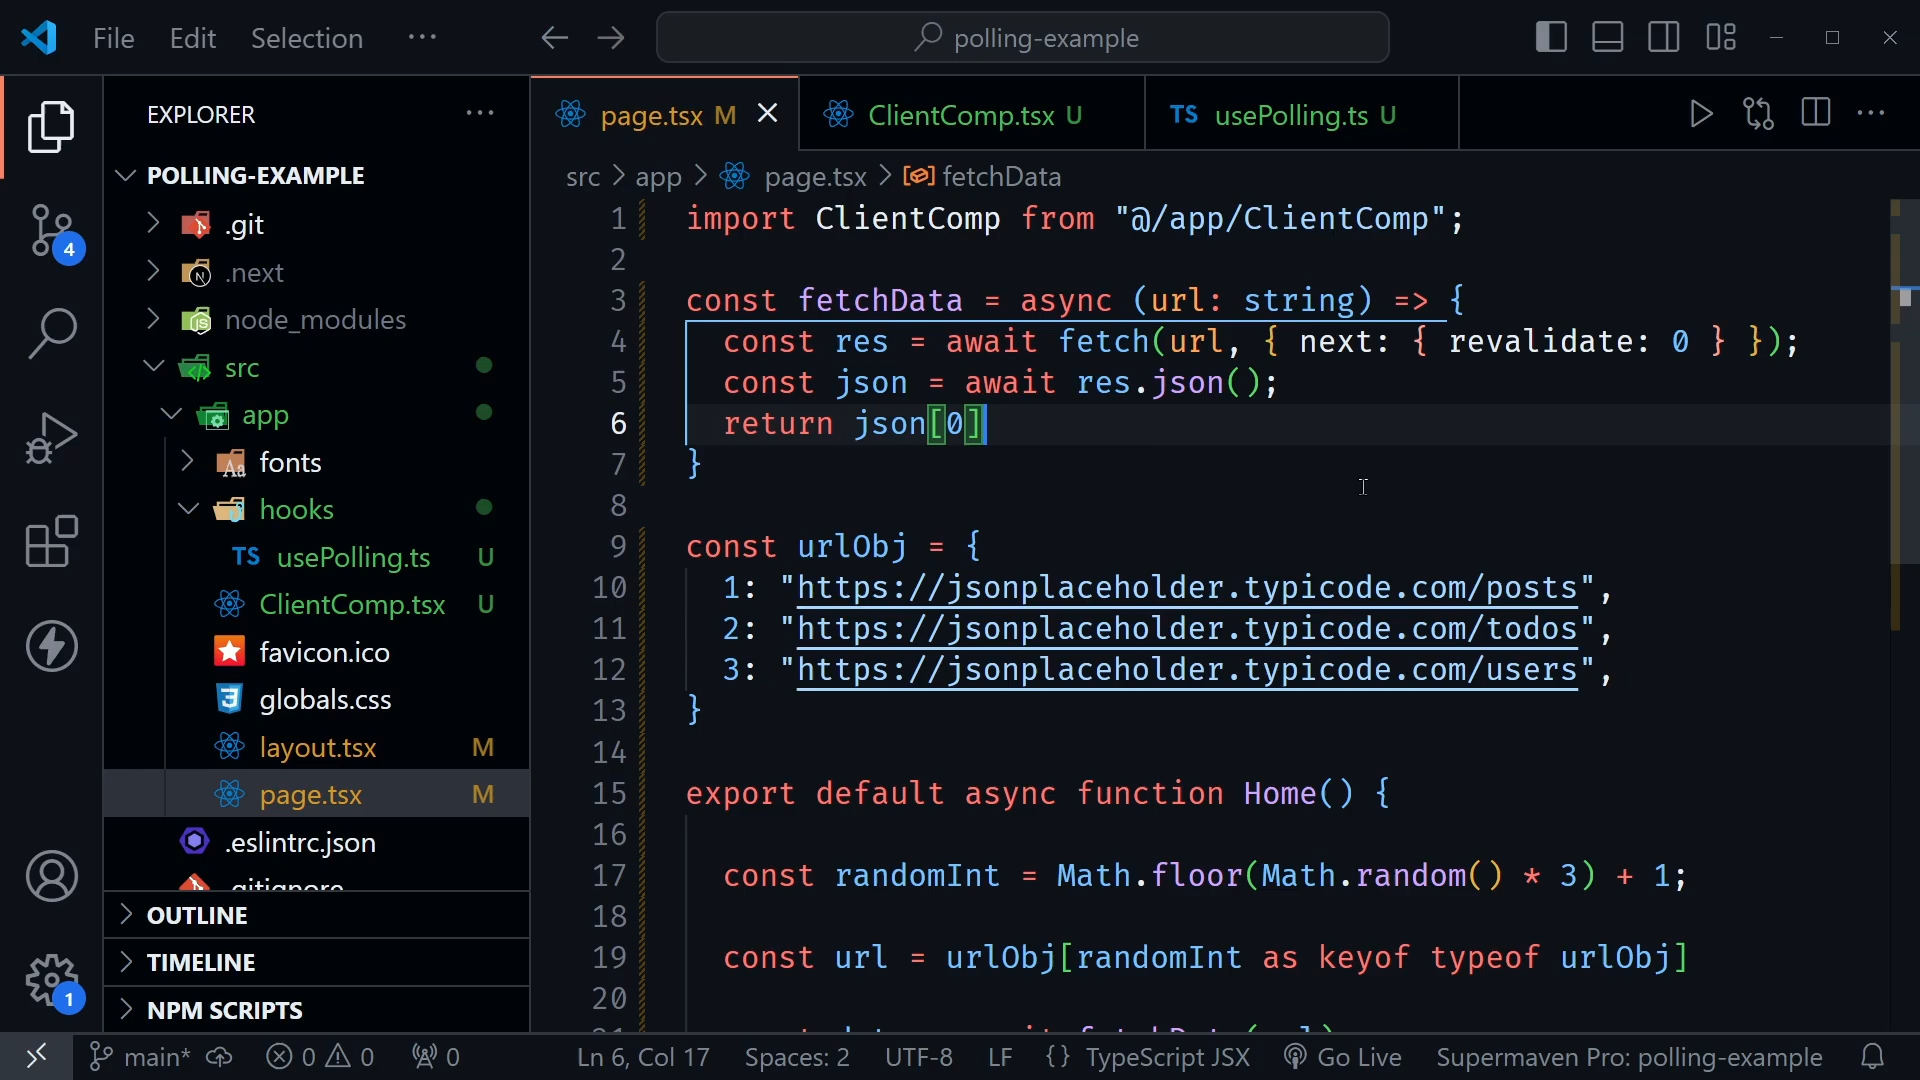 File Edit Selection ··· polling-example
EXPLORER ···
POLLING-EXAMPLE
.git
.next
node_modules
src
app
fonts
hooks
TS usePolling.ts U
ClientComp.tsx U
favicon.ico
globals.css
layout.tsx M
page.tsx M
.eslintrc.json
.gitignore
OUTLINE
TIMELINE
NPM SCRIPTS
4
1
page.tsx M ClientComp.tsx U TS usePolling.ts U
src > app > page.tsx > fetchData
1 import ClientComp from "@/app/ClientComp";
2
3 const fetchData = async (url: string) => {
4 const res = await fetch(url, { next: { revalidate: 0 } });
5 const json = await res.json();
6 return json[0]
7 }
8
9 const urlObj = {
10 1: "https://jsonplaceholder.typicode.com/posts",
11 2: "https://jsonplaceholder.typicode.com/todos",
12 3: "https://jsonplaceholder.typicode.com/users",
13 }
14
15 export default async function Home() {
16
17 const randomInt = Math.floor(Math.random() * 3) + 1;
18
19 const url = urlObj[randomInt as keyof typeof urlObj]
20
main* 0 0 0 Ln 6, Col 17 Spaces: 2 UTF-8 LF {} TypeScript JSX Go Live Supermaven Pro: polling-example